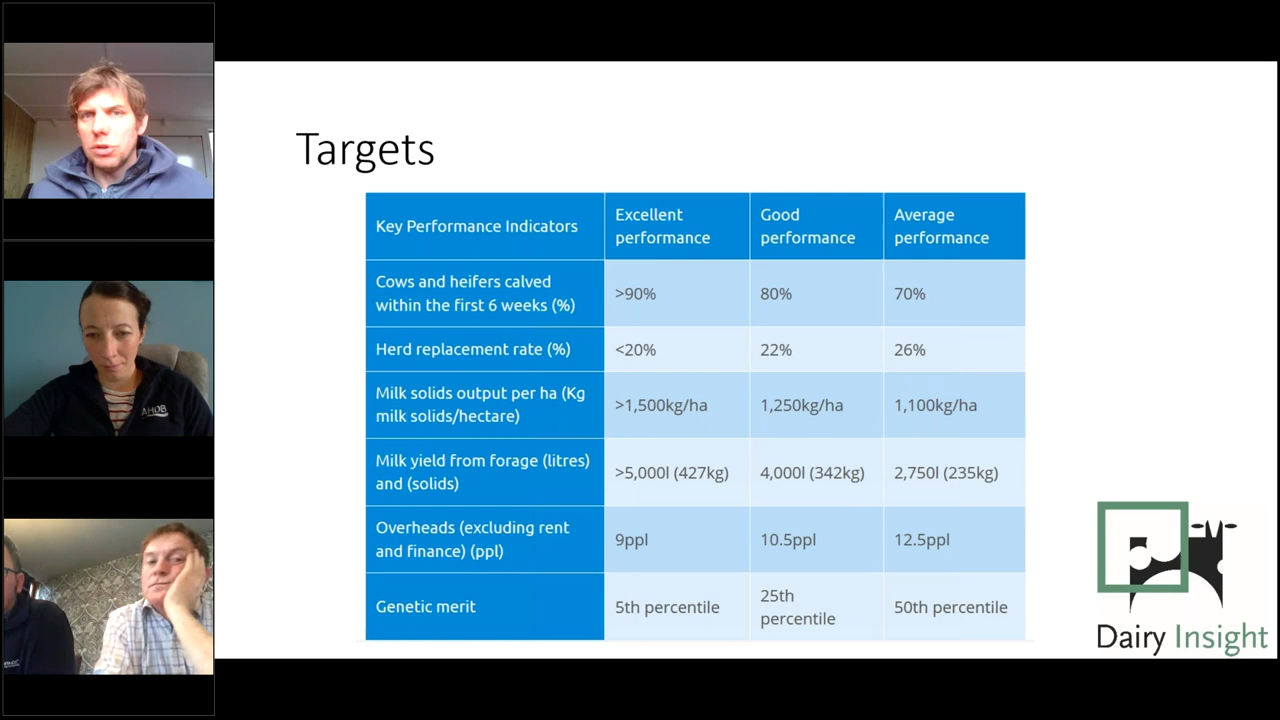 Targets
Key Performance Indicators
Excellent
performance
Good
performance
Average
performance
Cows and heifers calved
within the first 6 weeks (%)
>90%
80%
70%
Herd replacement rate (%)
<20%
22%
26%
Milk solids output per ha (Kg
milk solids/hectare)
>1,500kg/ha
1,250kg/ha
1,100kg/ha
Milk yield from forage (litres)
and (solids)
>5,000l (427kg)
4,000l (342kg)
2,750l (235kg)
Overheads (excluding rent
and finance) (ppl)
9ppl
10.5ppl
12.5ppl
Genetic merit
5th percentile
25th
percentile
50th percentile
Dairy Insight
AHDB